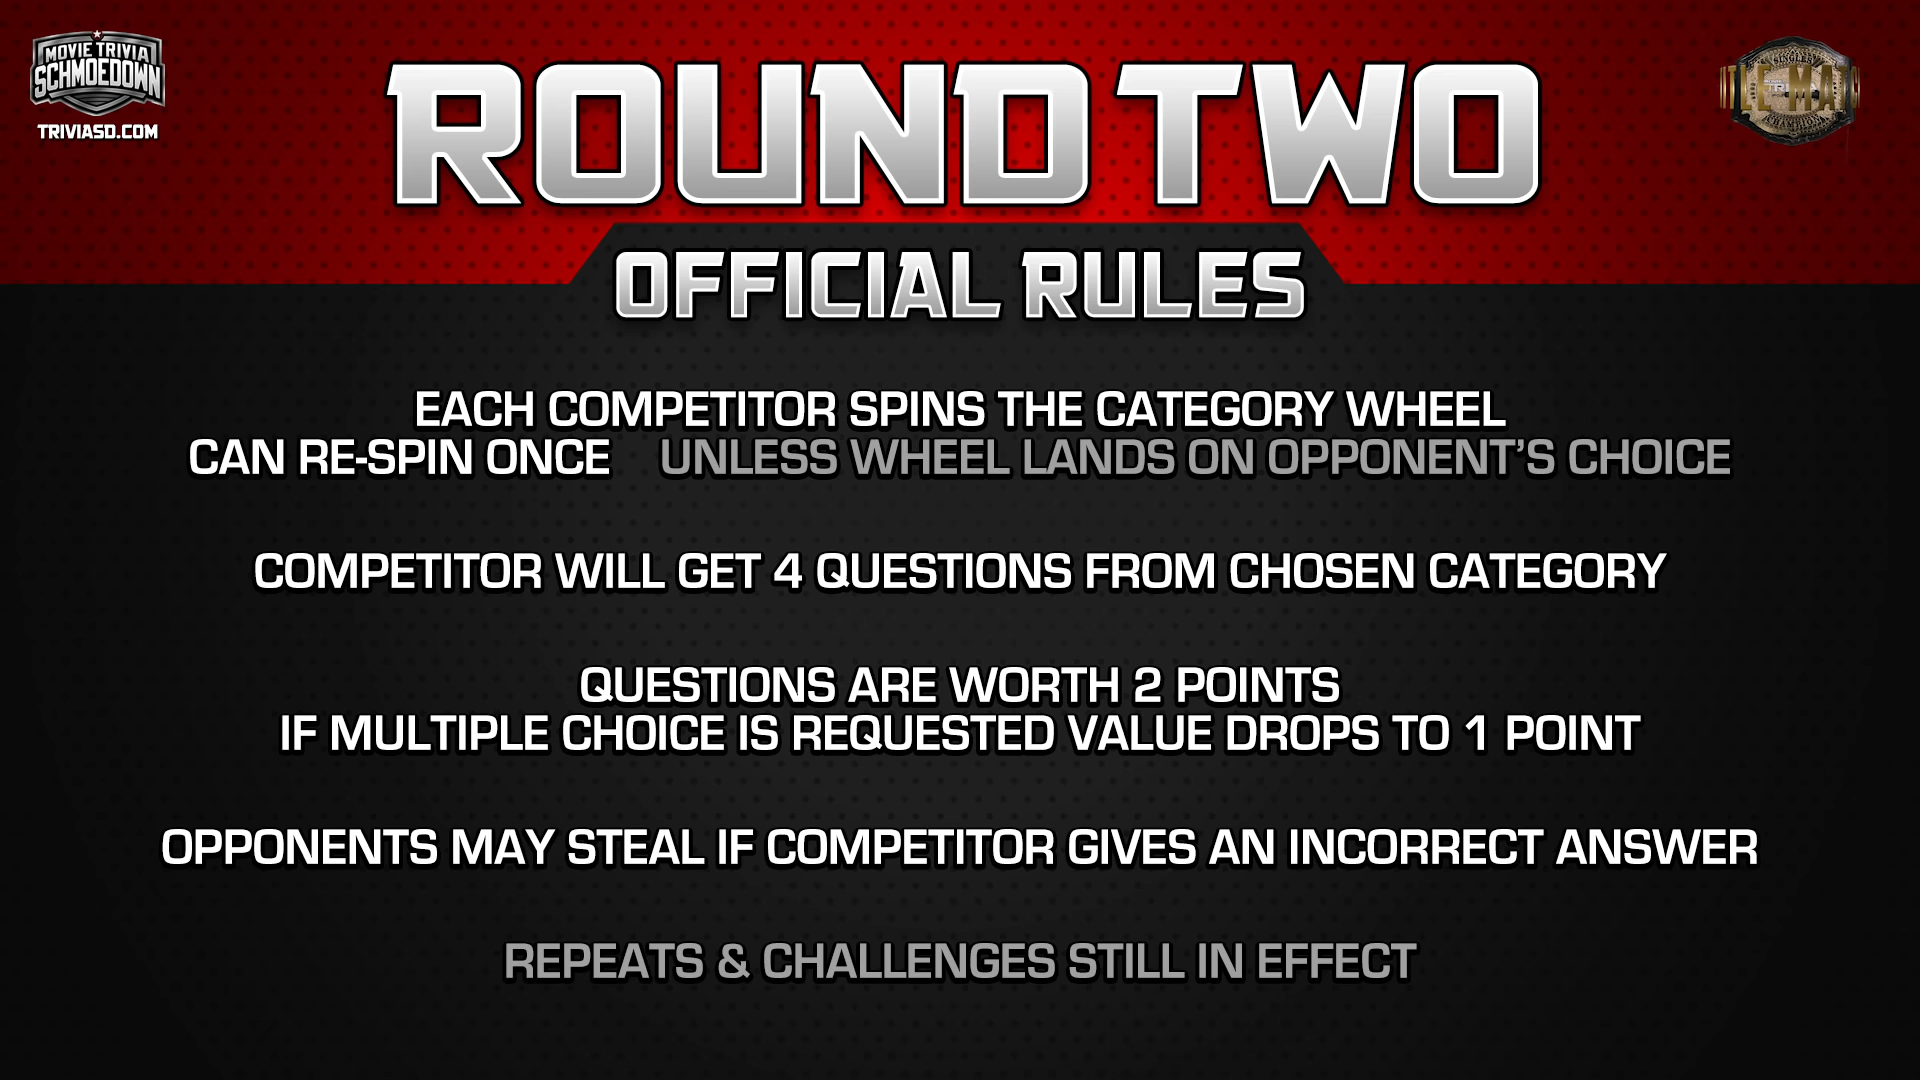 MOVIE TRIVIA
SCHMOEDOWN
TRIVIASD.COM
ROUND TWO
SINGLES
CHAMPION
OFFICIAL RULES
EACH COMPETITOR SPINS THE CATEGORY WHEEL
CAN RE-SPIN ONCE UNLESS WHEEL LANDS ON OPPONENT’S CHOICE
COMPETITOR WILL GET 4 QUESTIONS FROM CHOSEN CATEGORY
QUESTIONS ARE WORTH 2 POINTS
IF MULTIPLE CHOICE IS REQUESTED VALUE DROPS TO 1 POINT
OPPONENTS MAY STEAL IF COMPETITOR GIVES AN INCORRECT ANSWER
REPEATS & CHALLENGES STILL IN EFFECT